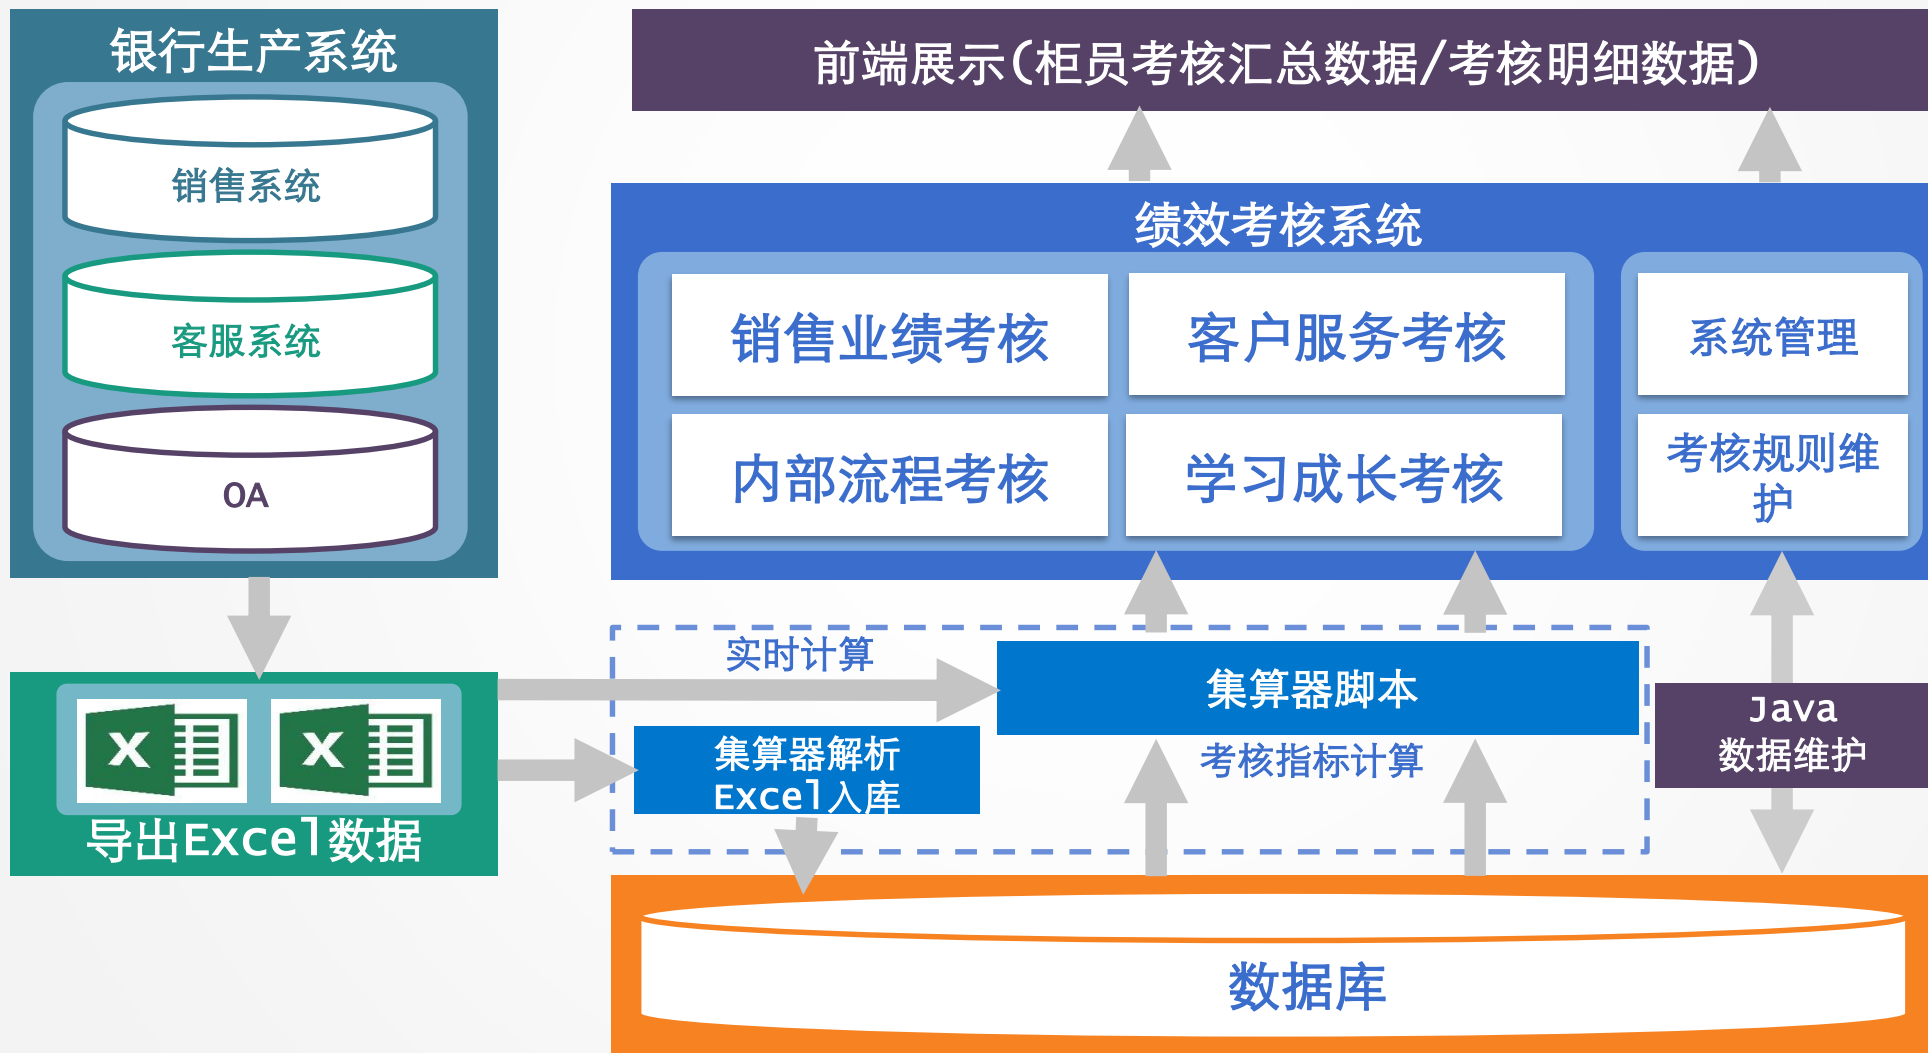 银行生产系统
销售系统
客服系统
OA
导出Excel数据
前端展示(柜员考核汇总数据/考核明细数据)
绩效考核系统
销售业绩考核
客户服务考核
内部流程考核
学习成长考核
系统管理
考核规则维
护
实时计算
集算器脚本
集算器解析
Excel入库
考核指标计算
Java
数据维护
数据库